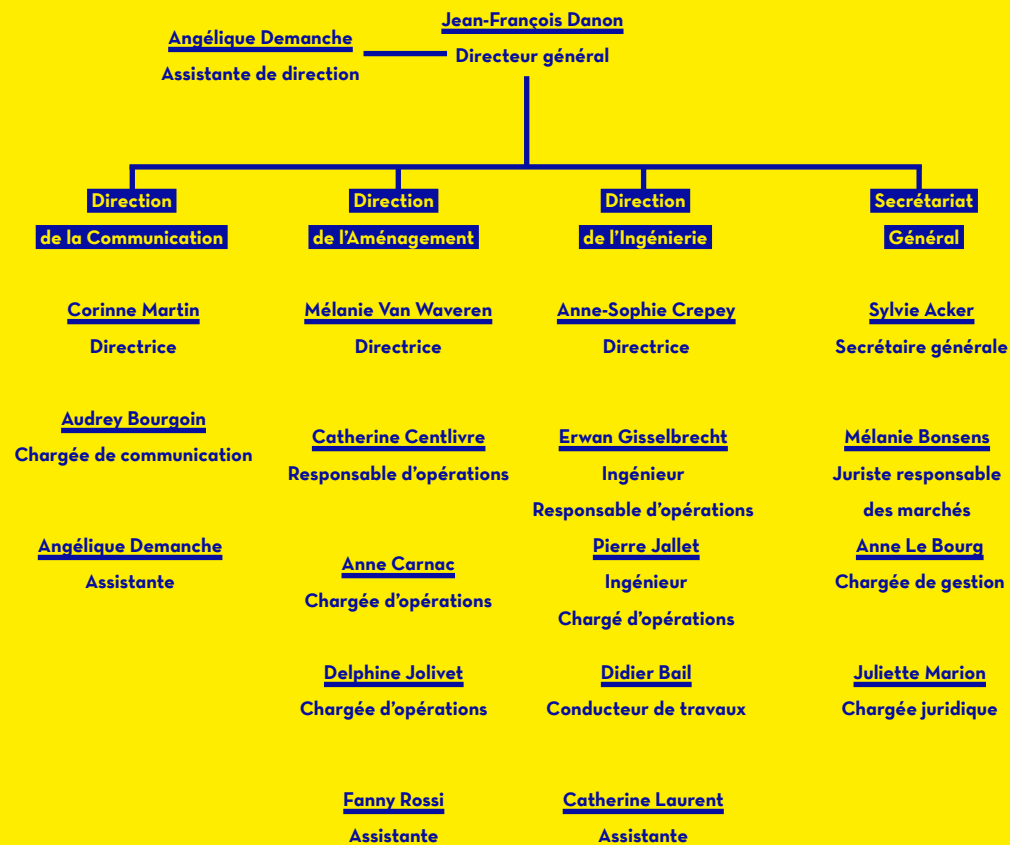 Jean-François Danon
Directeur général
Angélique Demanche
Assistante de direction
Direction
de la Communication
Corinne Martin
Directrice
Audrey Bourgoin
Chargée de communication
Angélique Demanche
Assistante
Direction
de l'Aménagement
Mélanie Van Waveren
Directrice
Catherine Centlivre
Responsable d'opérations
Anne Carnac
Chargée d'opérations
Delphine Jolivet
Chargée d'opérations
Fanny Rossi
Assistante
Direction
de l'Ingénierie
Anne-Sophie Crepey
Directrice
Erwan Gisselbrecht
Ingénieur
Responsable d'opérations
Pierre Jallet
Ingénieur
Chargé d'opérations
Didier Bail
Conducteur de travaux
Catherine Laurent
Assistante
Secrétariat
Général
Sylvie Acker
Secrétaire générale
Mélanie Bonsens
Juriste responsable
des marchés
Anne Le Bourg
Chargée de gestion
Juliette Marion
Chargée juridique